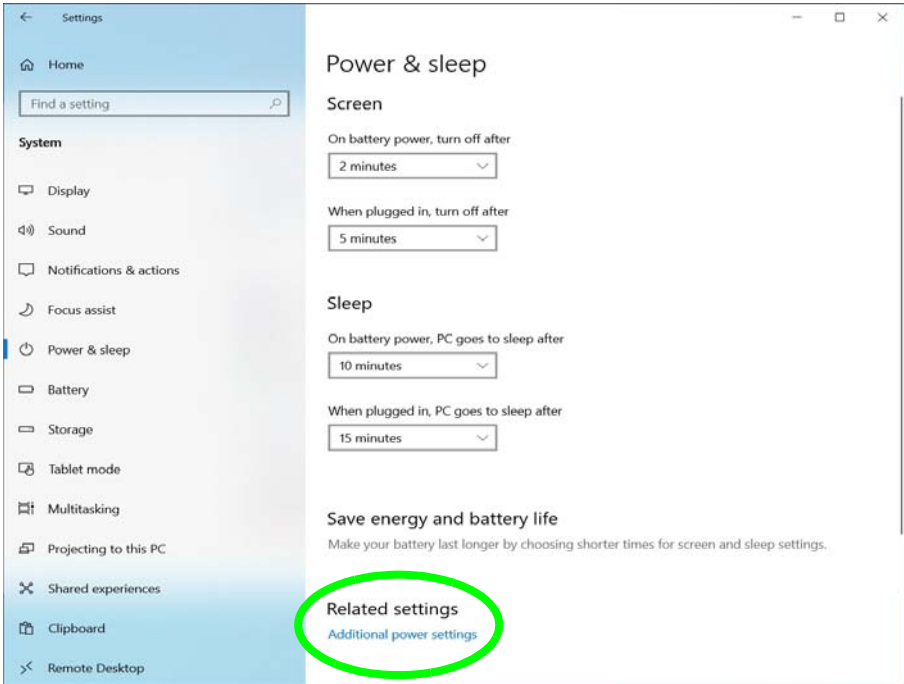 Settings
Home
Find a setting
System
Display
Sound
Notifications & actions
Focus assist
Power & sleep
Battery
Storage
Tablet mode
Multitasking
Projecting to this PC
Shared experiences
Clipboard
Remote Desktop
Power & sleep
Screen
On battery power, turn off after
2 minutes
When plugged in, turn off after
5 minutes
Sleep
On battery power, PC goes to sleep after
10 minutes
When plugged in, PC goes to sleep after
15 minutes
Save energy and battery life
Make your battery last longer by choosing shorter times for screen and sleep settings.
Related settings
Additional power settings